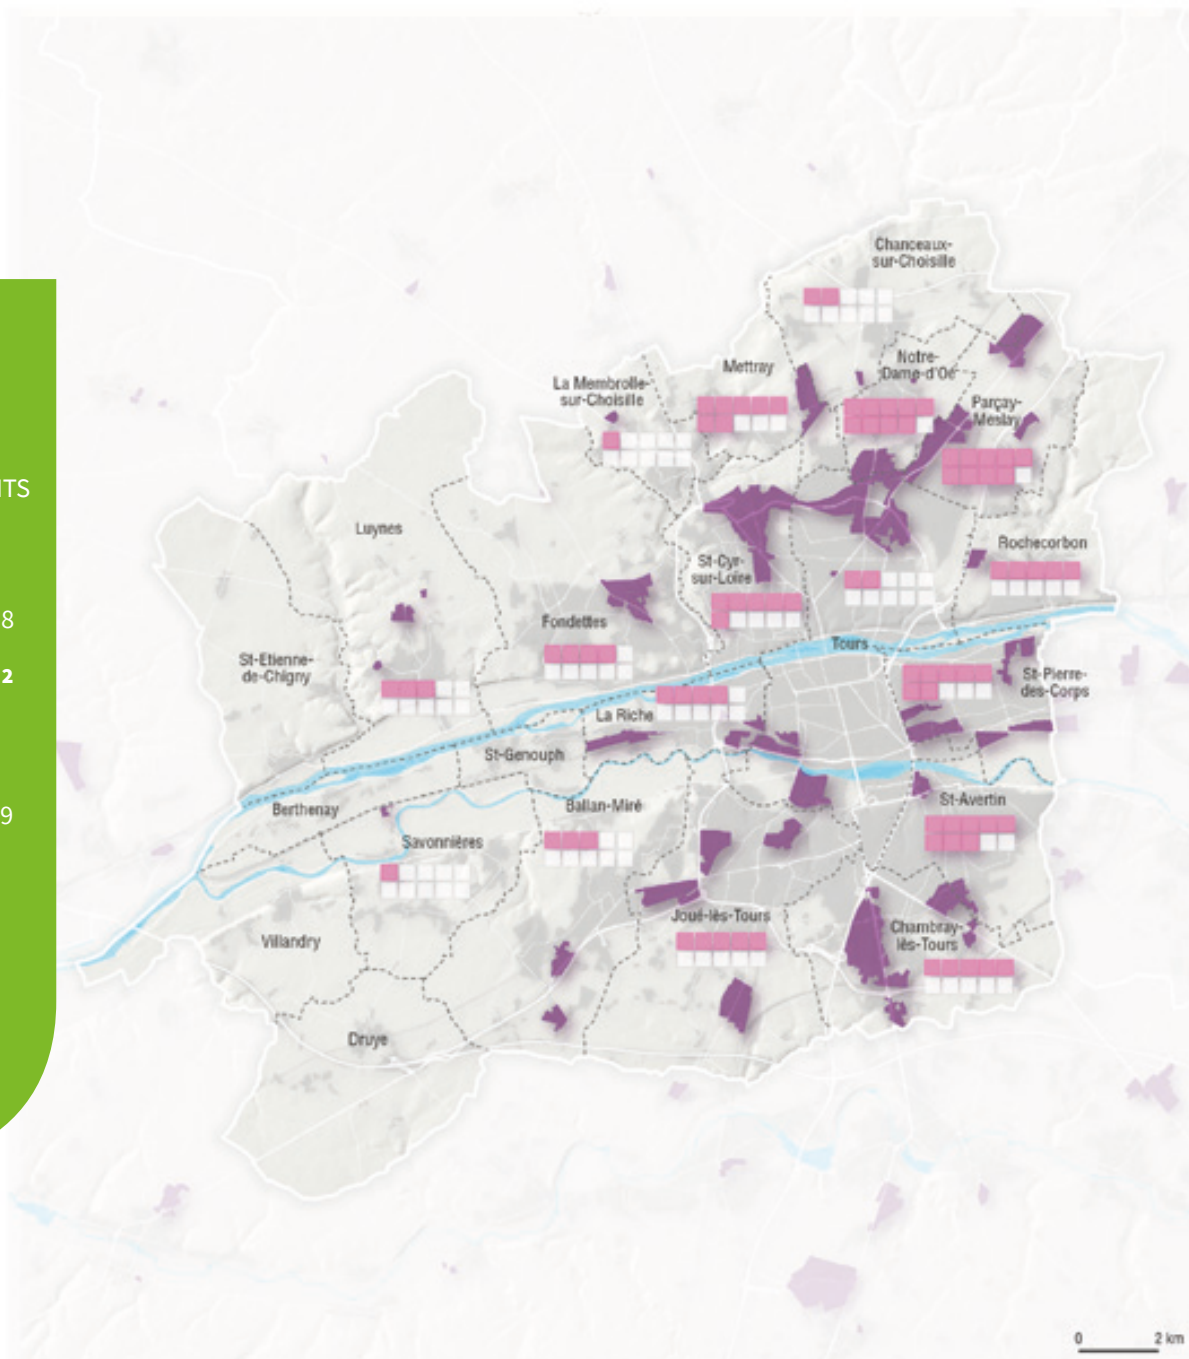 Chanceaux-
sur-Choisille
Notre-
Dame-d'Oé
Mettray
La Membrolle-
sur-Choisille
Parçay-
Meslay
ITS
Luynes
Rochecorbon
St-Cyr-
sur-Loire
8
Fondettes
Tours
St-Etienne-
de-Chigny
2
St-Pierre-
des-Corps
La Riche
St-Genouph
9
Berthenay
Ballan-Miré
St-Avertin
Savonnières
Joué-lès-Tours
Chambray-
lès-Tours
Villandry
Druye
0 2 km